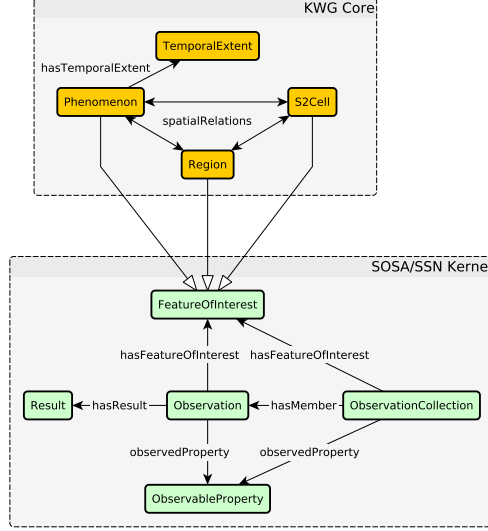 KWG Core
TemporalExtent
hasTemporalExtent
Phenomenon
S2Cell
spatialRelations
Region
SOSA/SSN Kerne
FeatureOfInterest
hasFeatureOfInterest hasFeatureOfInterest
Result hasResult Observation hasMember ObservationCollection
observedProperty observedProperty
ObservableProperty